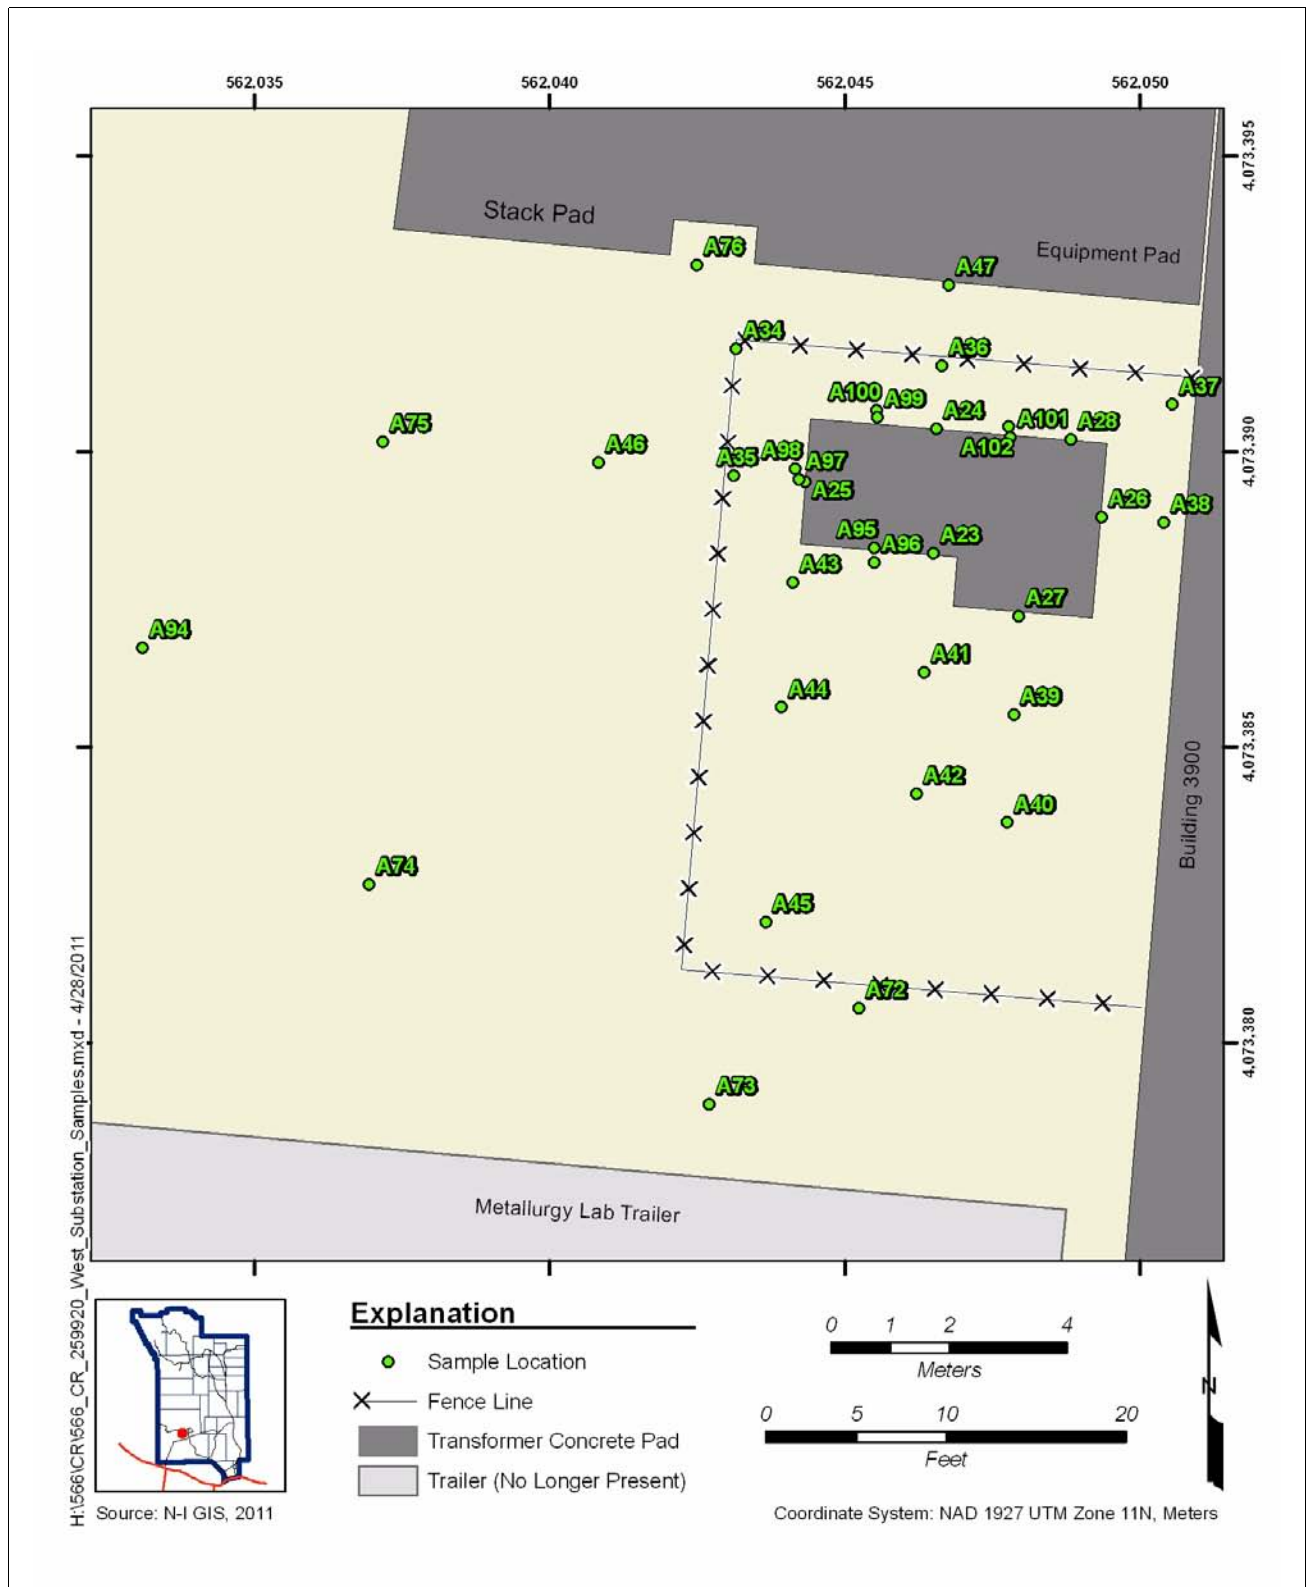 562.035 562.040 562.045 562.050
4.073.395
Stack Pad
A76
Equipment Pad
A47
A34
A36
A37
A100
A99
A24
A101
A28
A102
A75
A46
A35
A98
A97
A25
4.073.390
A26
A38
A95
A96
A23
A43
A27
A94
A41
A44
A39
4.073.385
A42
A40
Building 3900
A74
A45
A72
4.073.380
A73
Metallurgy Lab Trailer
H:\566\CR\566_CR_259920_West_Substation_Samples.mxd - 4/28/2011
Explanation
Sample Location
Fence Line
Transformer Concrete Pad
Trailer (No Longer Present)
0 1 2 4
Meters
0 5 10 20
Feet
N
Source: N-I GIS, 2011
Coordinate System: NAD 1927 UTM Zone 11N, Meters